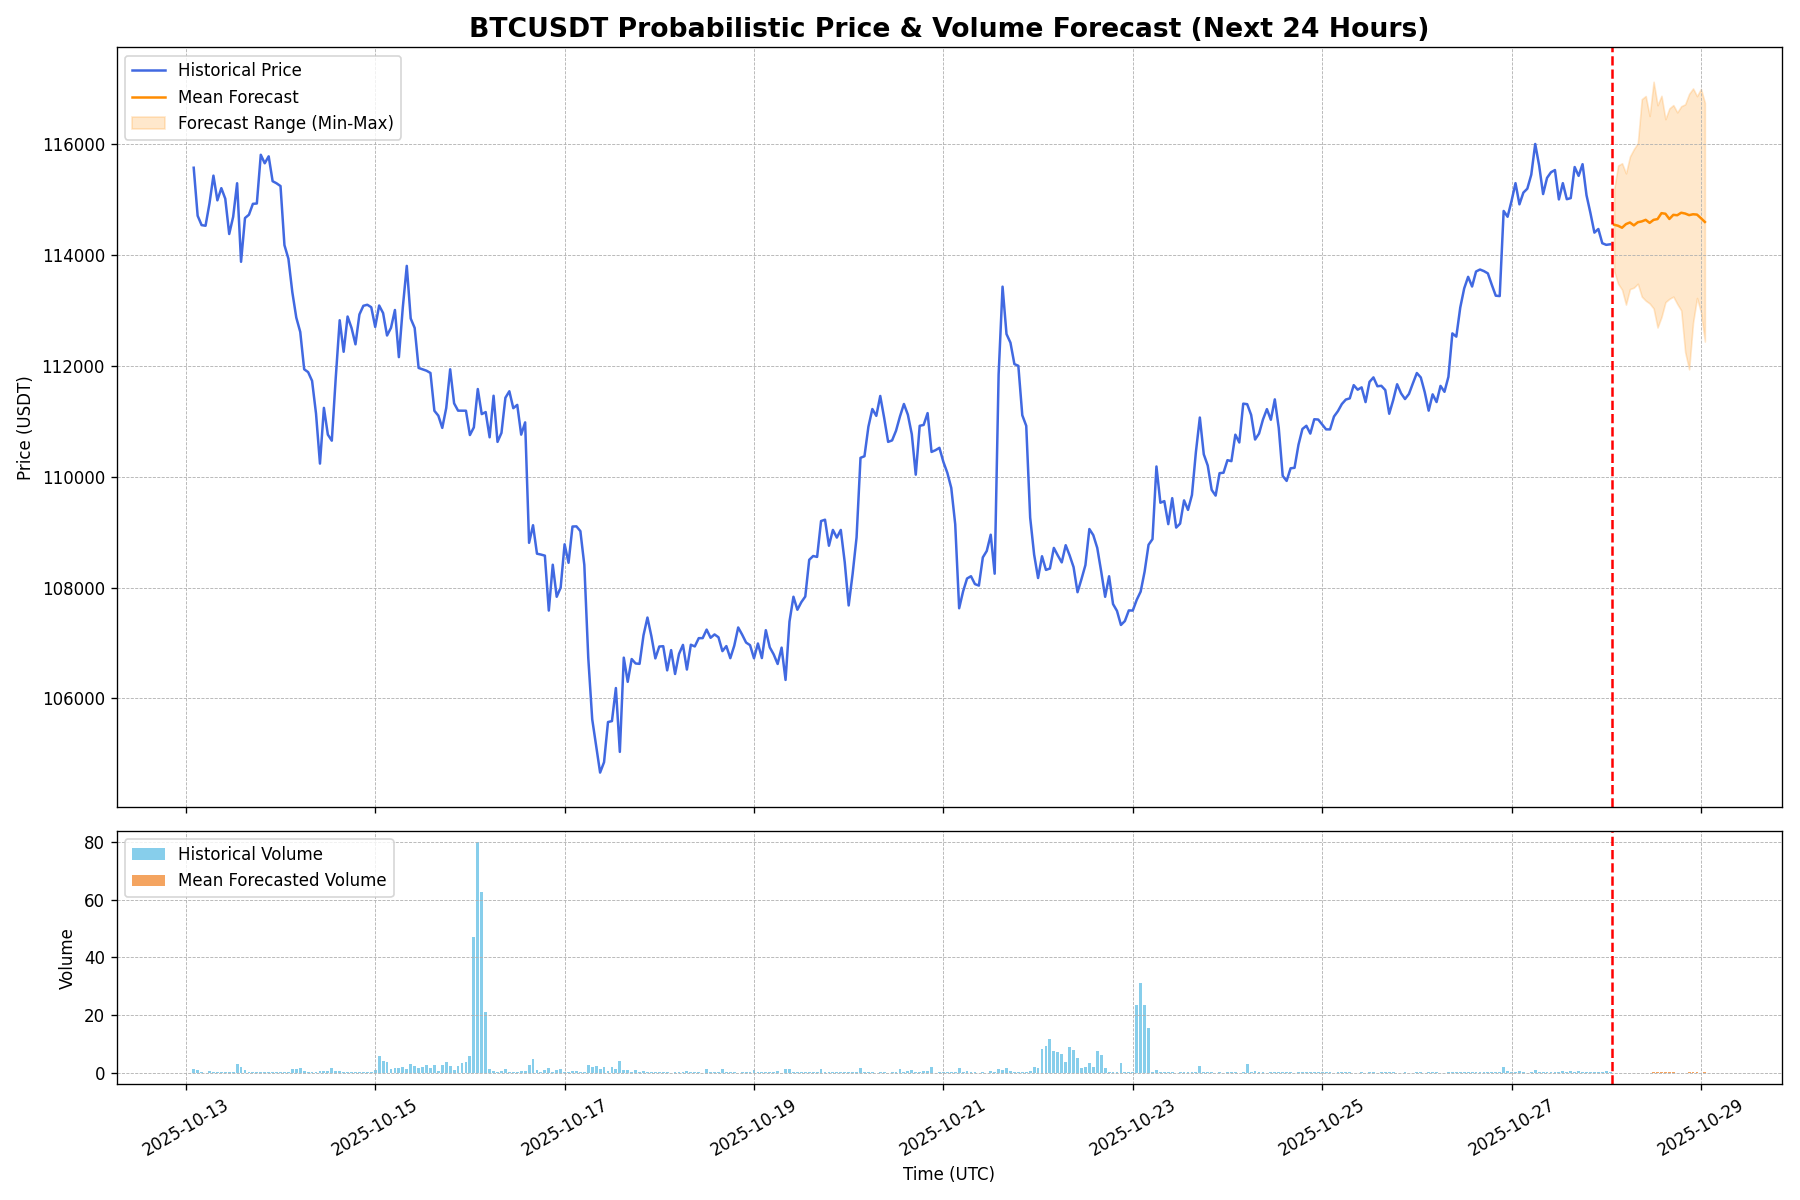 BTCUSDT Probabilistic Price & Volume Forecast (Next 24 Hours)
Historical Price
Mean Forecast
Forecast Range (Min-Max)
116000
114000
112000
110000
108000
106000
Price (USDT)
Historical Volume
Mean Forecasted Volume
80
60
40
20
0
Volume
2025-10-13
2025-10-15
2025-10-17
2025-10-19
2025-10-21
2025-10-23
2025-10-25
2025-10-27
2025-10-29
Time (UTC)